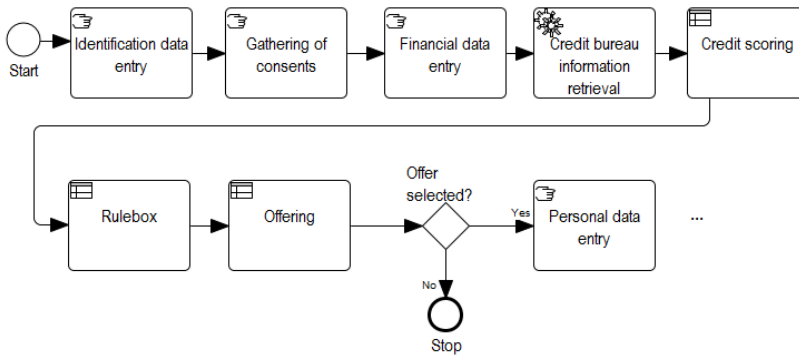 Start
Identification data
entry
Gathering of
consents
Financial data
entry
Credit bureau
information
retrieval
Credit scoring
Rulebox
Offering
Offer
selected?
Yes
Personal data
entry
...
No
Stop